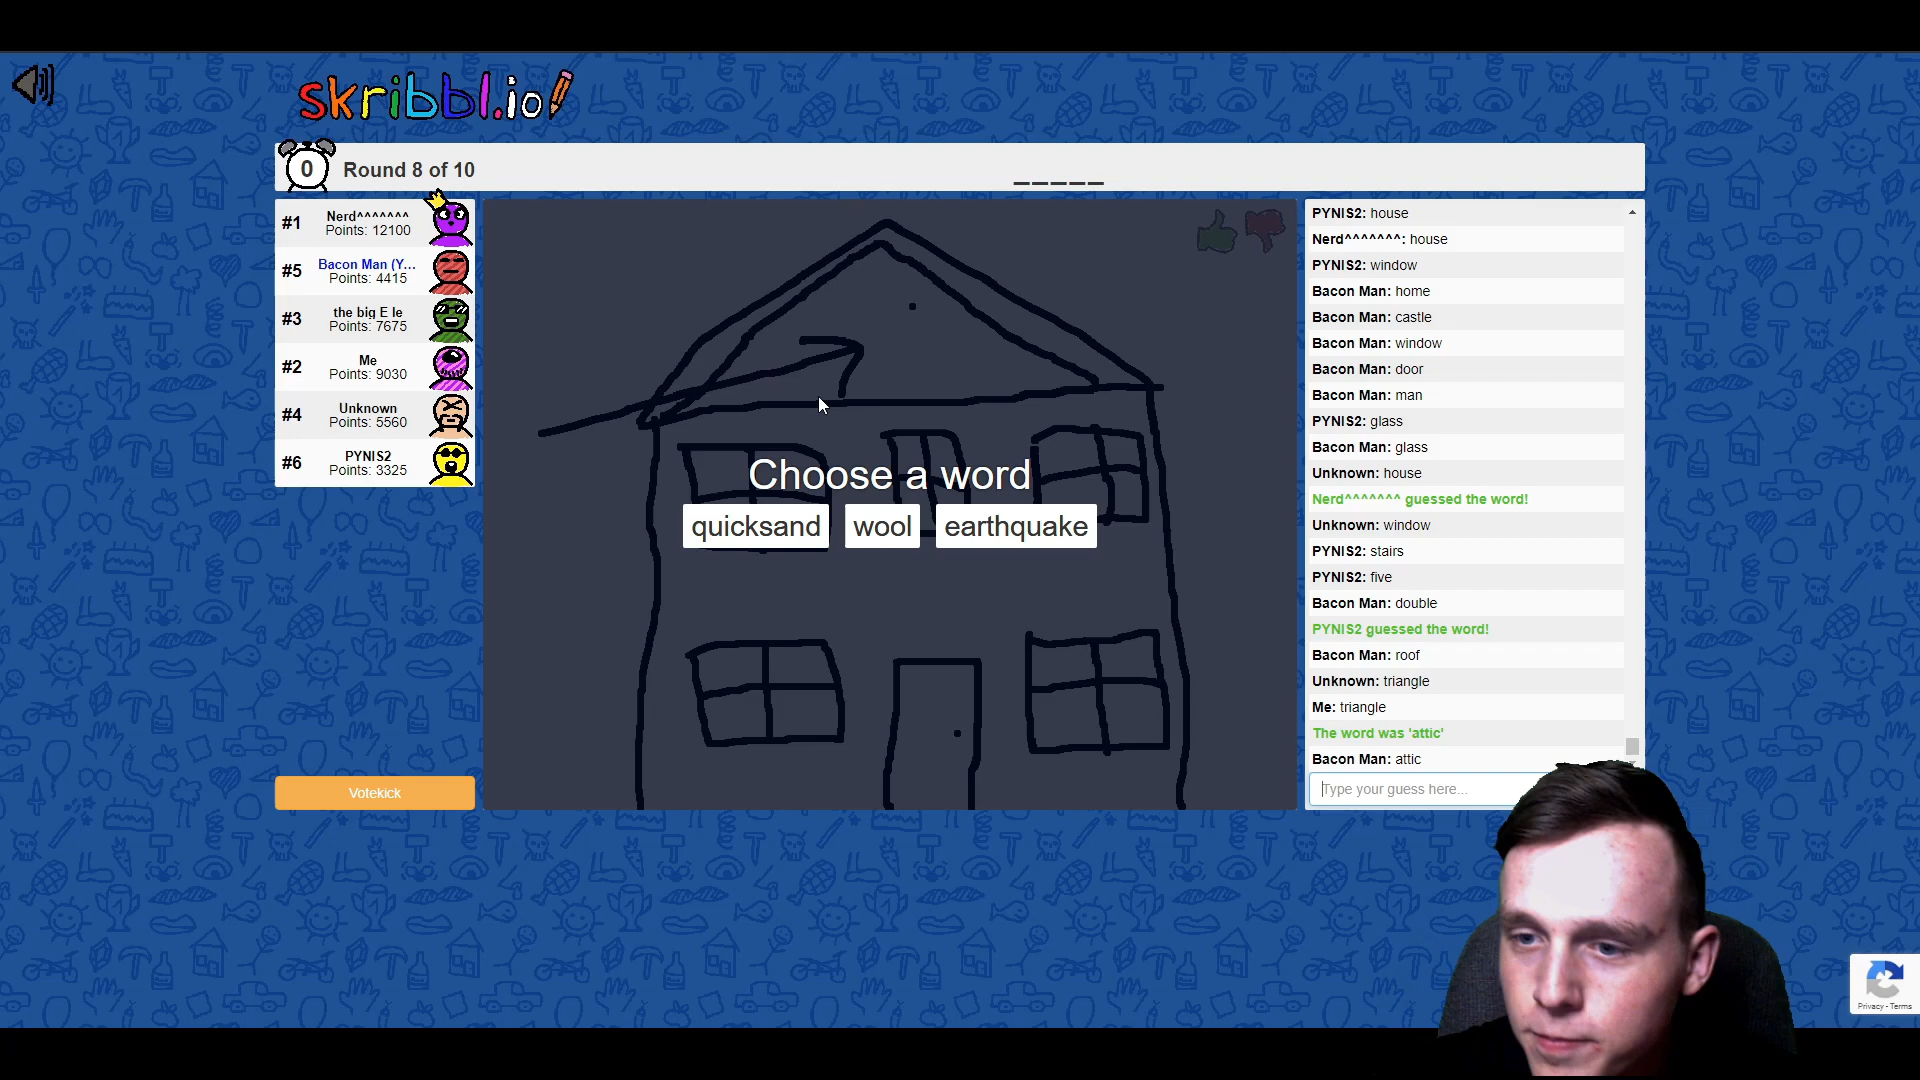 skribbl.io
0
Round 8 of 10
_____
#1
Nerd^^^^^^^
Points: 12100
#5
Bacon Man (Y...
Points: 4415
#3
the big E le
Points: 7675
#2
Me
Points: 9030
#4
Unknown
Points: 5560
#6
PYNIS2
Points: 3325
Votekick
Choose a word
quicksand wool earthquake
PYNIS2: house
Nerd^^^^^^^: house
PYNIS2: window
Bacon Man: home
Bacon Man: castle
Bacon Man: window
Bacon Man: door
Bacon Man: man
PYNIS2: glass
Bacon Man: glass
Unknown: house
Nerd^^^^^^^ guessed the word!
Unknown: window
PYNIS2: stairs
PYNIS2: five
Bacon Man: double
PYNIS2 guessed the word!
Bacon Man: roof
Unknown: triangle
Me: triangle
The word was 'attic'
Bacon Man: attic
Type your guess here...
Privacy - Terms